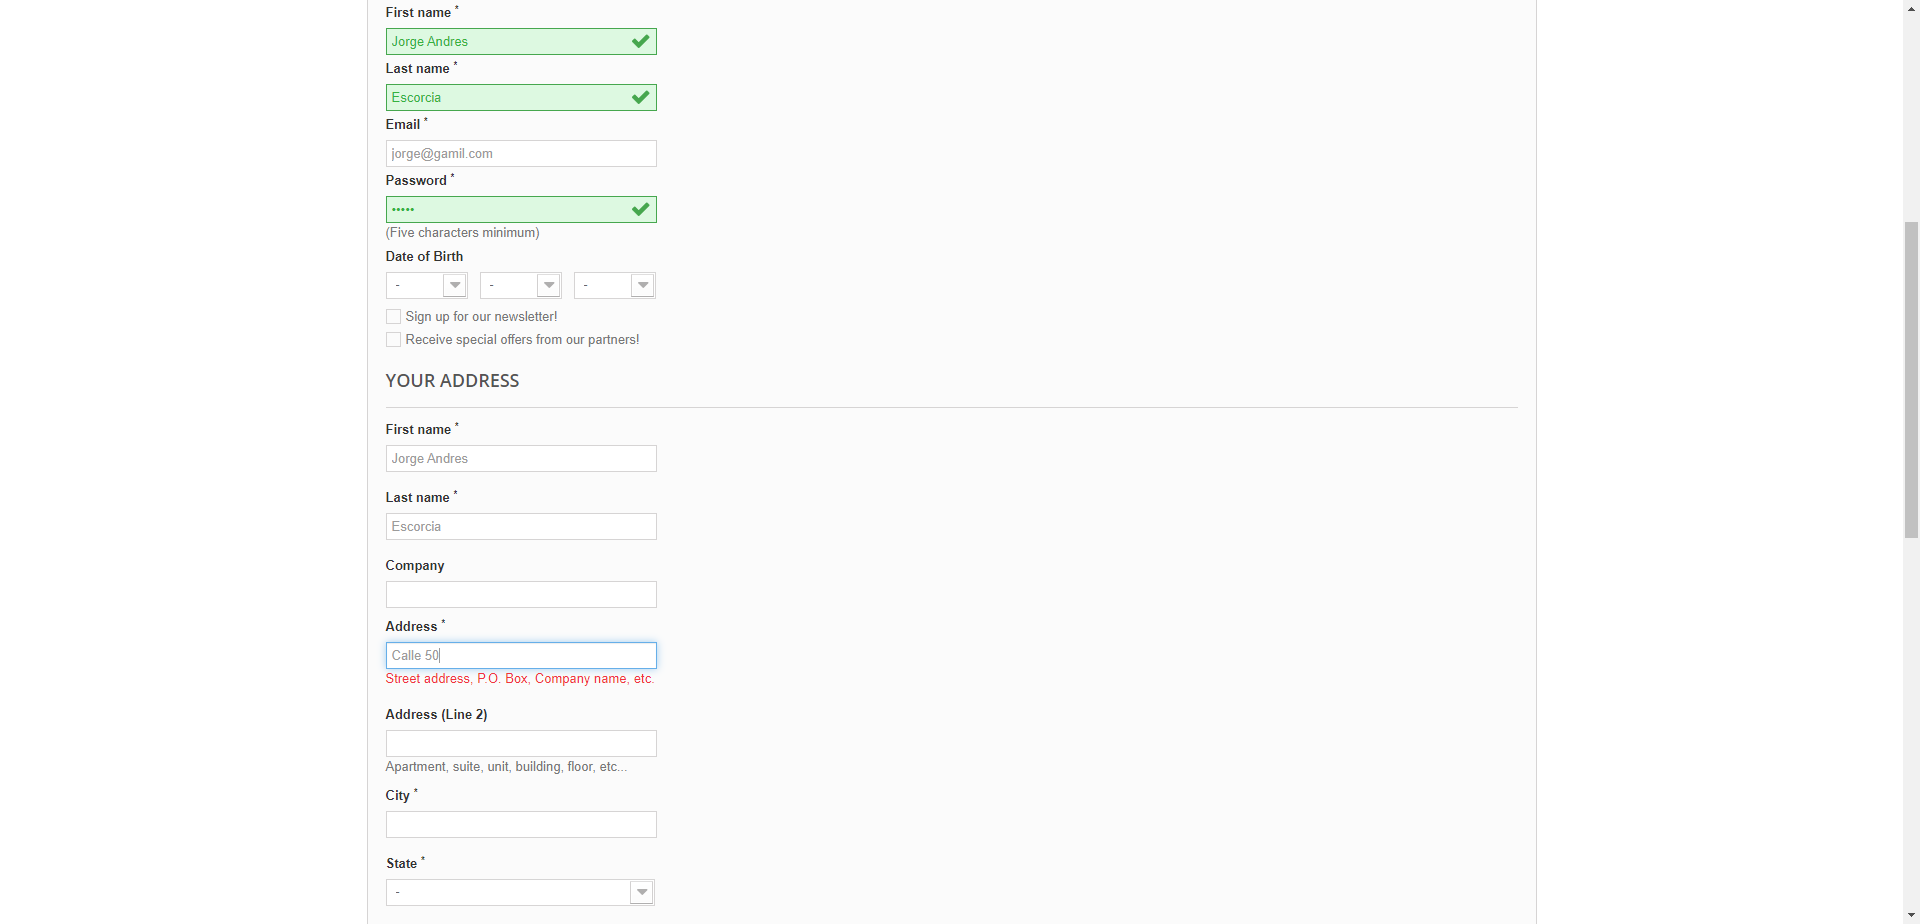 First name *
Jorge Andres
Last name *
Escorcia
Email *
jorge@gamil.com
Password *
•••••
(Five characters minimum)
Date of Birth
- - -
Sign up for our newsletter!
Receive special offers from our partners!
YOUR ADDRESS
First name *
Jorge Andres
Last name *
Escorcia
Company
Address *
Calle 50
Street address, P.O. Box, Company name, etc.
Address (Line 2)
Apartment, suite, unit, building, floor, etc...
City *
State *
-